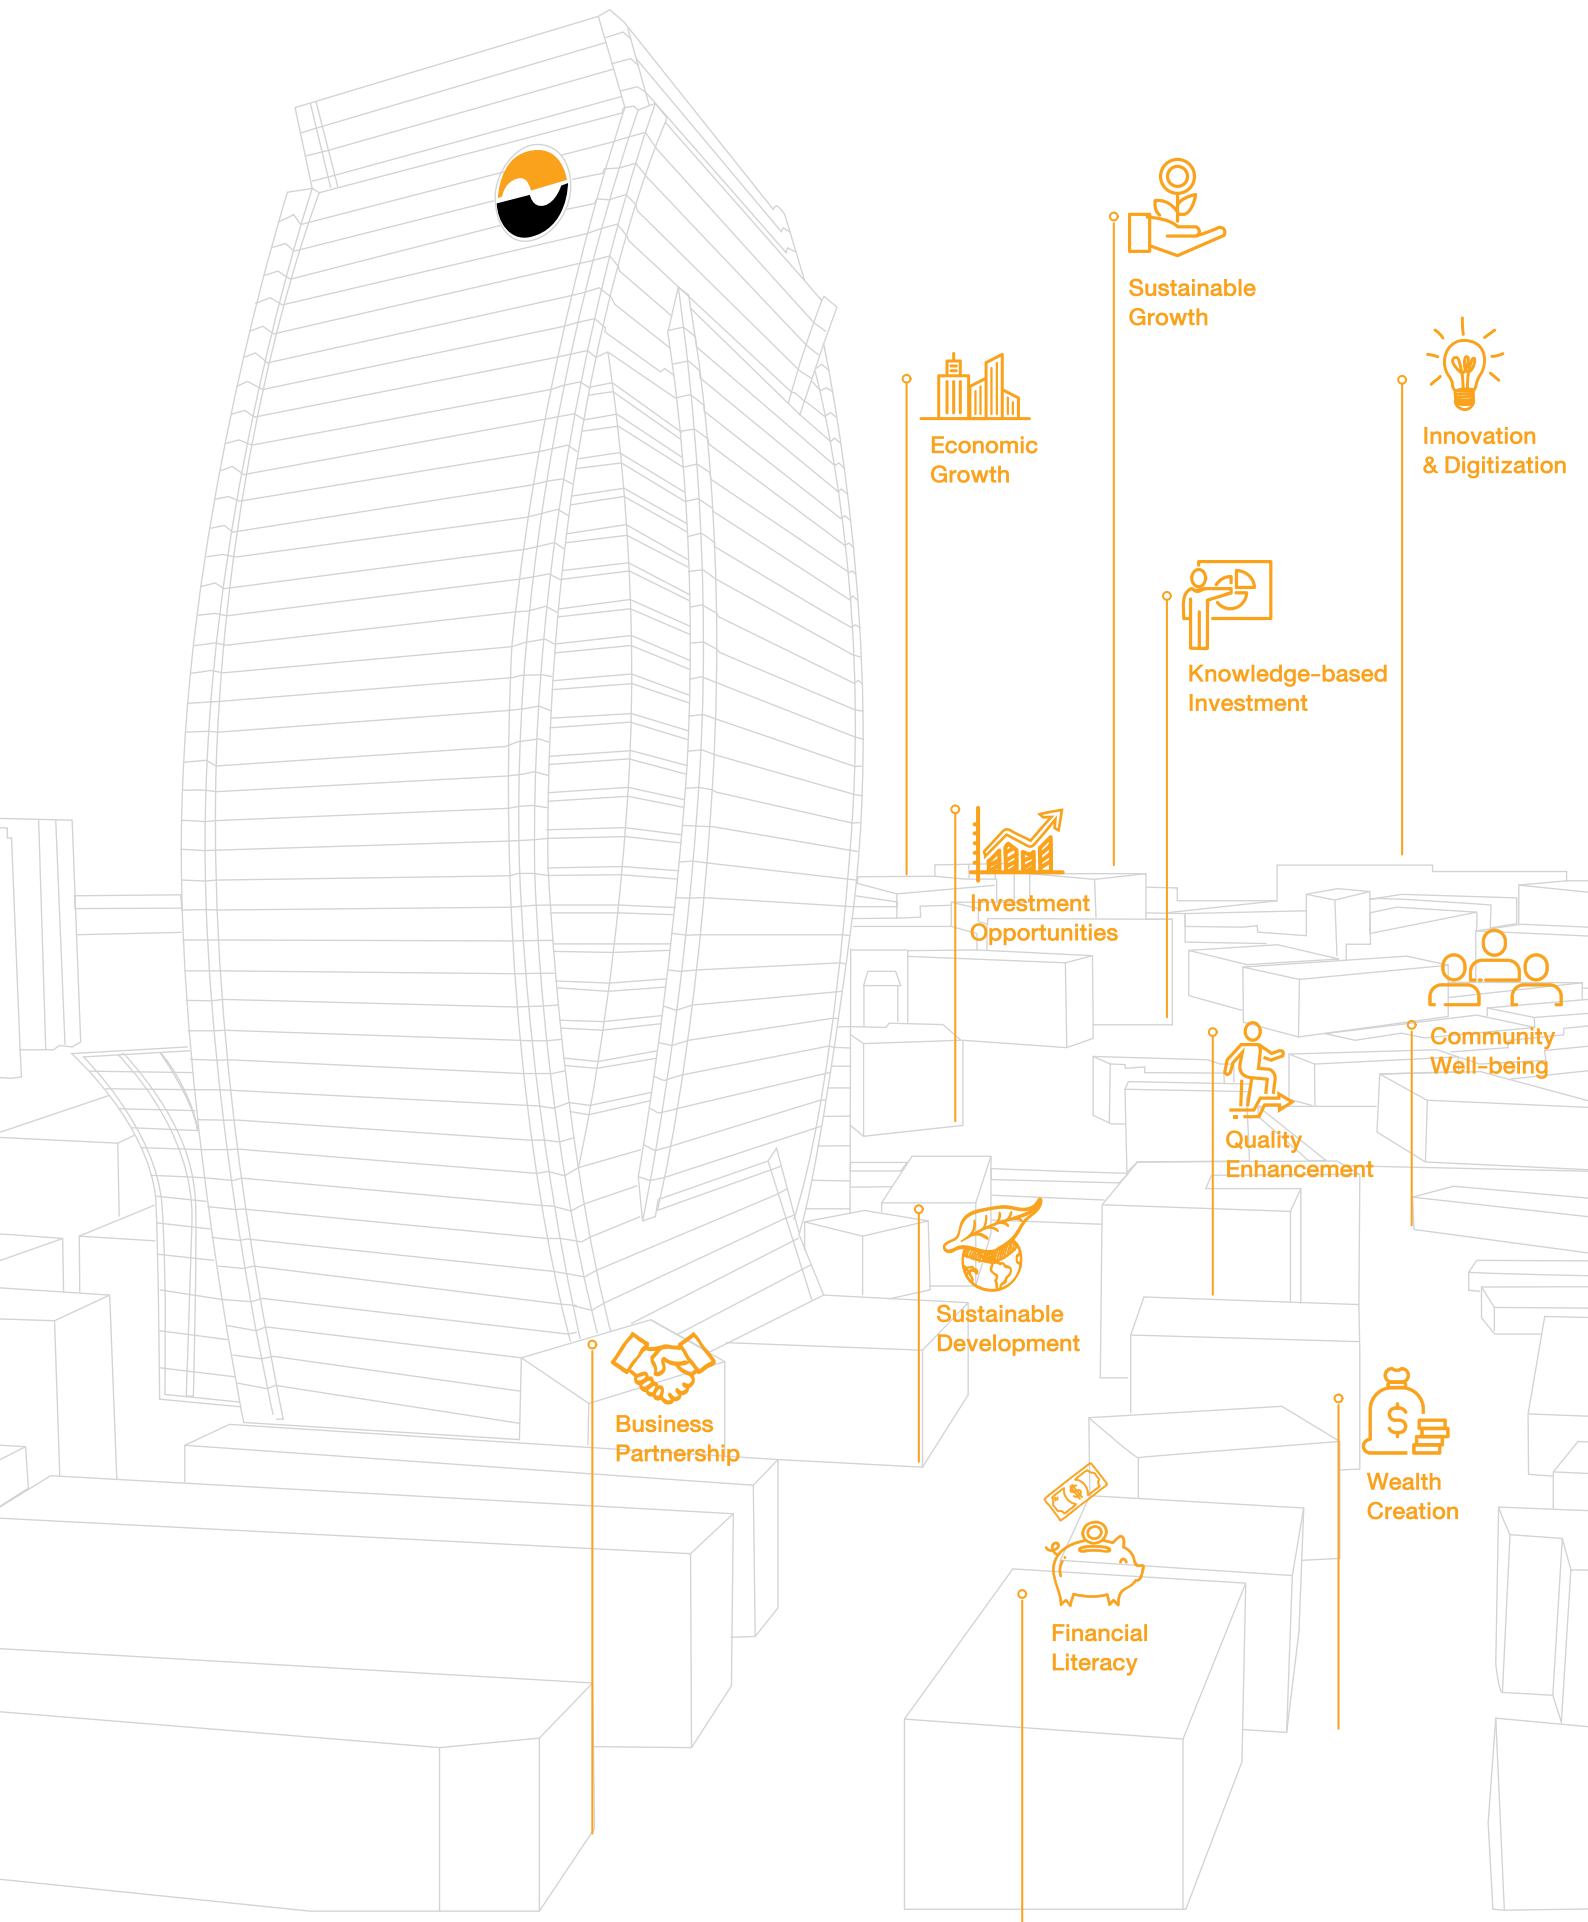 Sustainable
Growth
Economic
Growth
Innovation
& Digitization
Knowledge-based
Investment
Investment
Opportunities
Community
Well-being
Quality
Enhancement
Sustainable
Development
Business
Partnership
$
Wealth
Creation
$
Financial
Literacy